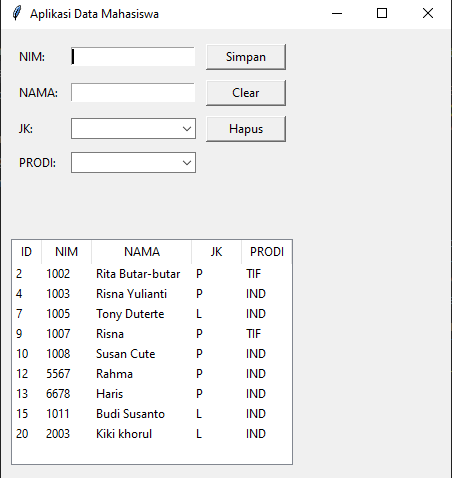 Aplikasi Data Mahasiswa
NIM: Simpan
NAMA: Clear
JK: Hapus
PRODI:
ID NIM NAMA JK PRODI
2 1002 Rita Butar-butar P TIF
4 1003 Risna Yulianti P IND
7 1005 Tony Duterte L IND
9 1007 Risna P TIF
10 1008 Susan Cute P IND
12 5567 Rahma P IND
13 6678 Haris P IND
15 1011 Budi Susanto L IND
20 2003 Kiki khorul L IND